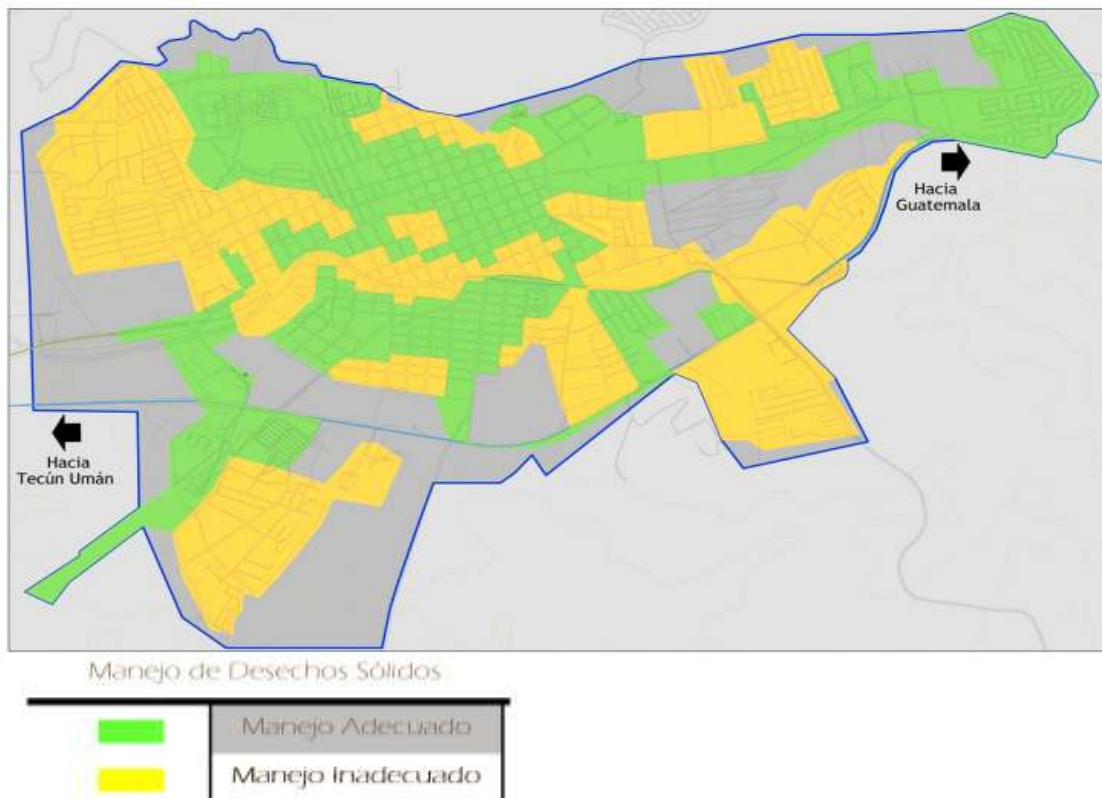 Hacia
Guatemala
Hacia
Tecún Umán
Manejo de Desechos Sólidos
Manejo Adecuado
Manejo Inadecuado